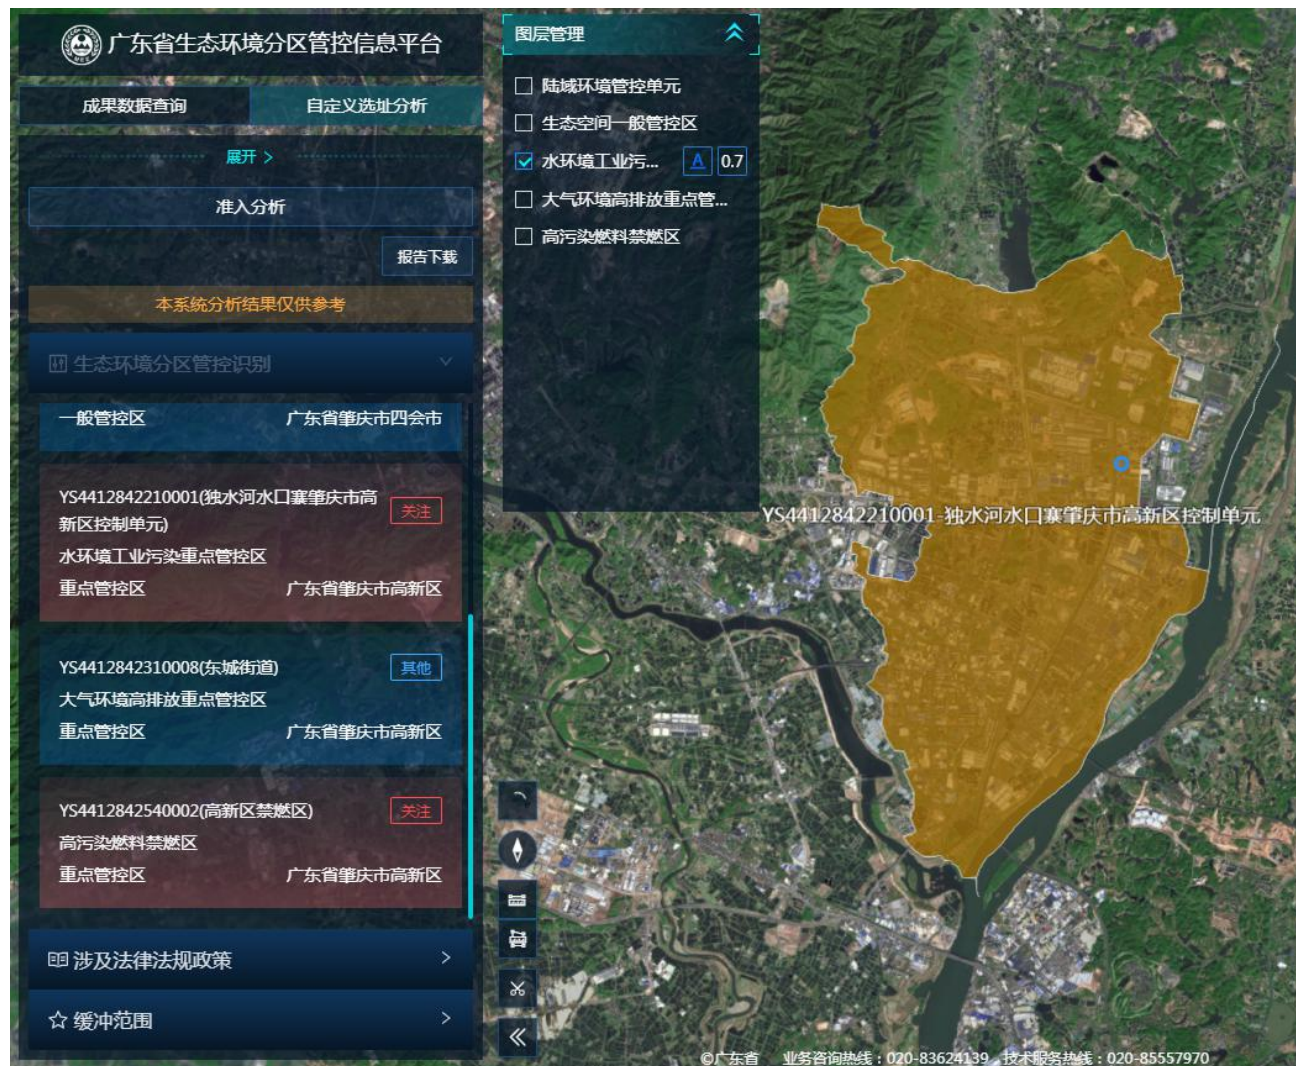 广东省生态环境分区管控信息平台
成果数据查询
自定义选址分析
展开 >
准入分析
报告下载
本系统分析结果仅供参考
生态环境分区管控识别
一般管控区 广东省肇庆市四会市
YS4412842210001(独水河水口寨肇庆市高
新区控制单元)
关注
水环境工业污染重点管控区
重点管控区 广东省肇庆市高新区
YS4412842310008(东城街道)
其他
大气环境高排放重点管控区
重点管控区 广东省肇庆市高新区
YS4412842540002(高新区禁燃区)
关注
高污染燃料禁燃区
重点管控区 广东省肇庆市高新区
涉及法律法规政策
缓冲范围
图层管理
陆域环境管控单元
生态空间一般管控区
水环境工业污... A 0.7
大气环境高排放重点管...
高污染燃料禁燃区
YS4412842210001-独水河水口寨肇庆市高新区控制单元
©广东省 业务咨询热线：020-83624139 技术服务热线：020-85557970